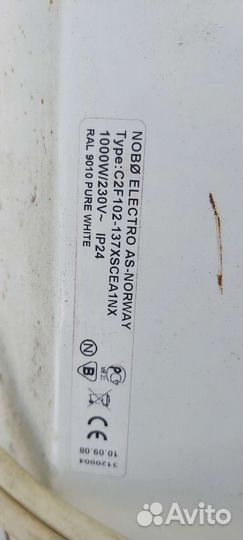 NOBØ ELECTRO AS-NORWAY
Type:C2F102-137XSCEA1NX
1000W/230V~ IP24
RAL 9010 PURE WHITE
N B CE
3120004
10.09.08
Avito